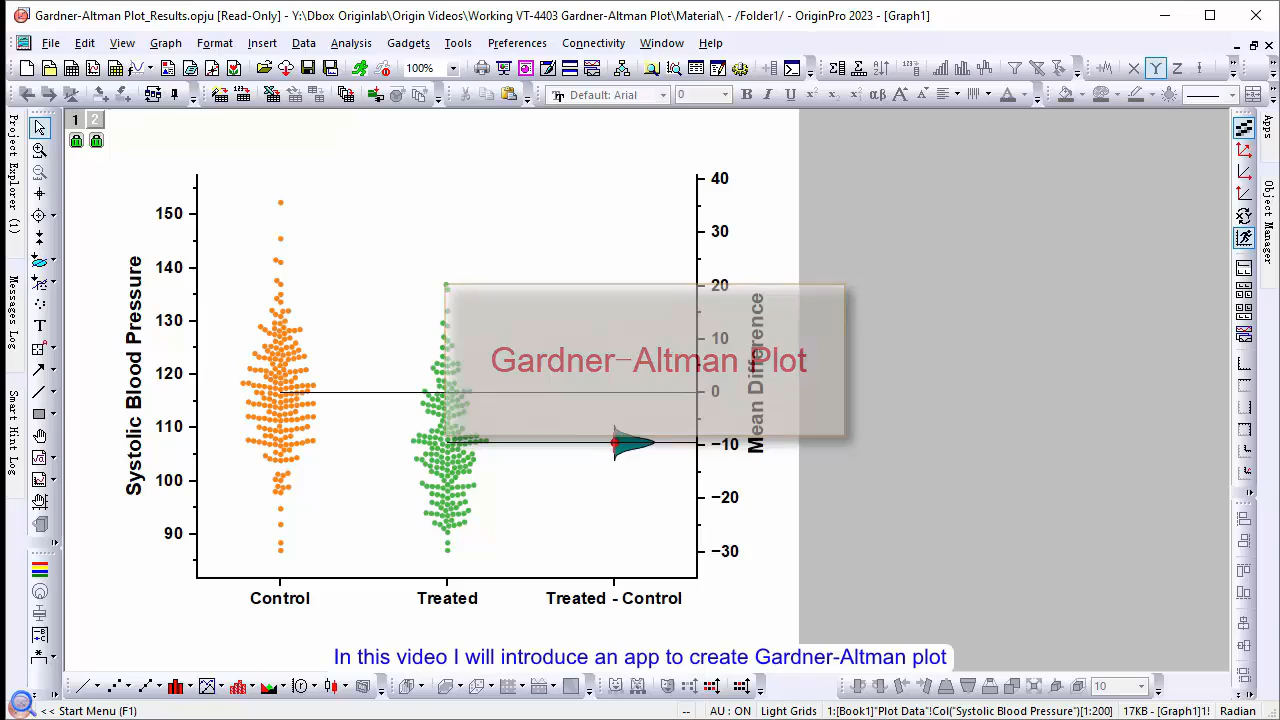 Gardner-Altman Plot_Results.opju [Read-Only] - Y:\Dbox Originlab\Origin Videos\Working VT-4403 Gardner-Altman Plot\Material\ - /Folder1/ - OriginPro 2023 - [Graph1]
File Edit View Graph Format Insert Data Analysis Gadgets Tools Preferences Connectivity Window Help
100%
Default: Arial 0 B I U
1 2
Project Explorer (1)
Messages Log
Smart Hint Log
Apps
Object Manager
Systolic Blood Pressure
150
140
130
120
110
100
90
40
30
20
10
0
−10
−20
−30
Mean Difference
Gardner−Altman Plot
Control Treated Treated - Control
In this video I will introduce an app to create Gardner-Altman plot
10
<< Start Menu (F1) -- AU : ON Light Grids 1:[Book1]"Plot Data"!Col("Systolic Blood Pressure")[1:200] 17KB - [Graph1]1! Radian